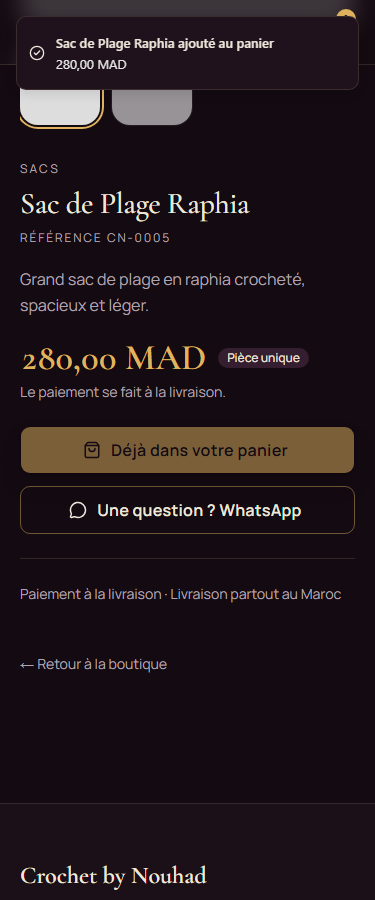 Sac de Plage Raphia ajouté au panier
280,00 MAD
SACS
Sac de Plage Raphia
RÉFÉRENCE CN-0005
Grand sac de plage en raphia crocheté,
spacieux et léger.
280,00 MAD Pièce unique
Le paiement se fait à la livraison.
Déjà dans votre panier
Une question ? WhatsApp
Paiement à la livraison · Livraison partout au Maroc
← Retour à la boutique
Crochet by Nouhad